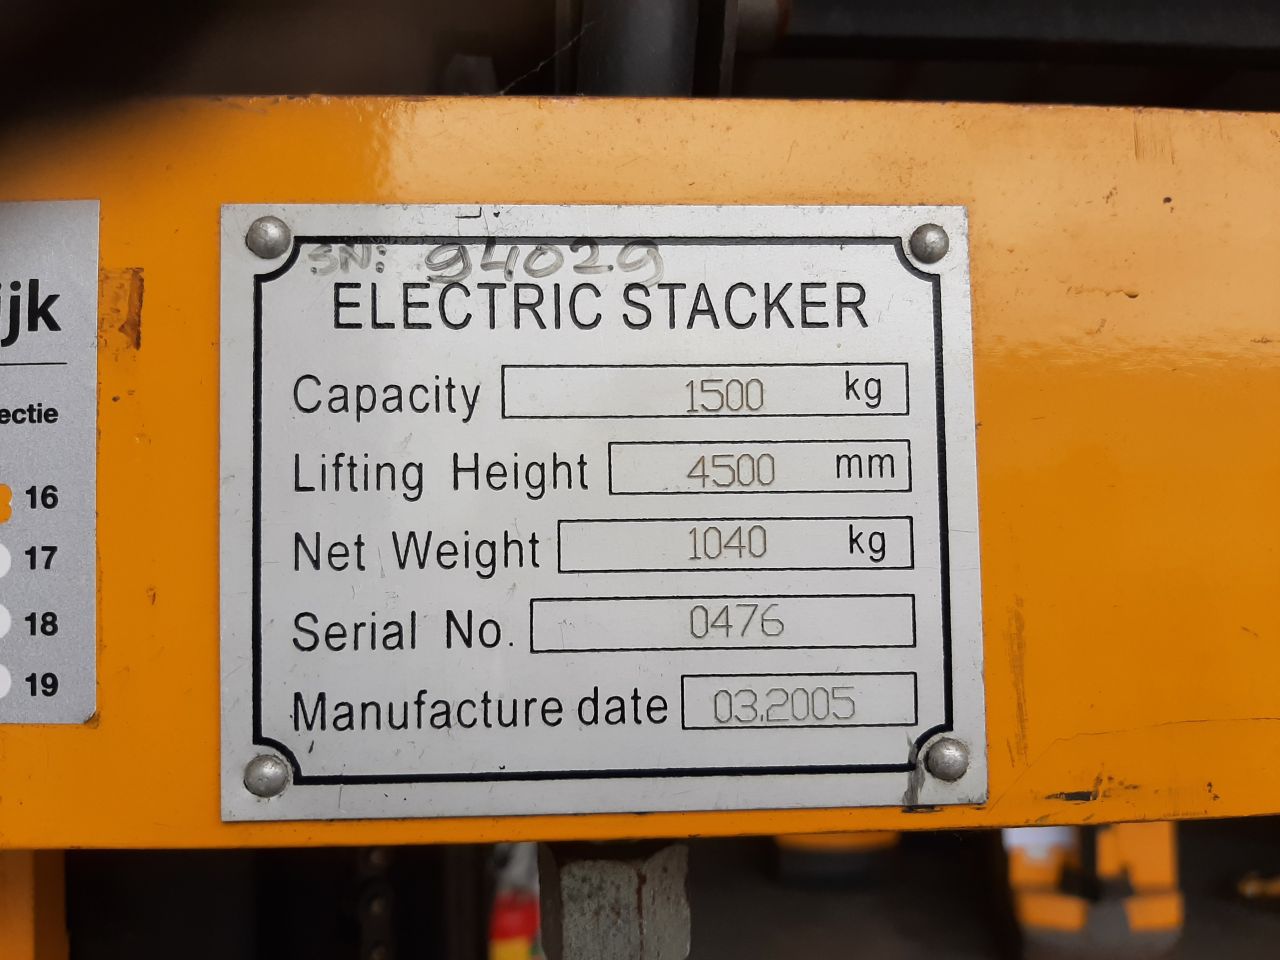 SN: 94029
ELECTRIC STACKER
Capacity 1500 kg
Lifting Height 4500 mm
Net Weight 1040 kg
Serial No. 0476
Manufacture date 03.2005
ijk
ectie
16
17
18
19